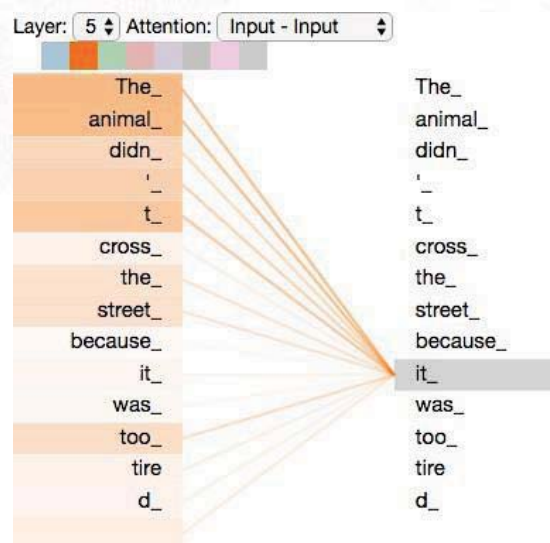 Layer: 5 Attention: Input - Input
The_ The_
animal_ animal_
didn_ didn_
'_ '_
t_ t_
cross_ cross_
the_ the_
street_ street_
because_ because_
it_ it_
was_ was_
too_ too_
tire tire
d_ d_